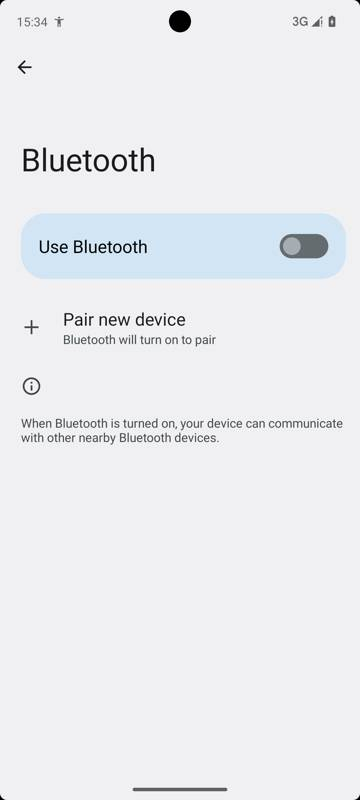 15:34
3G
Bluetooth
Use Bluetooth
Pair new device
Bluetooth will turn on to pair
When Bluetooth is turned on, your device can communicate
with other nearby Bluetooth devices.